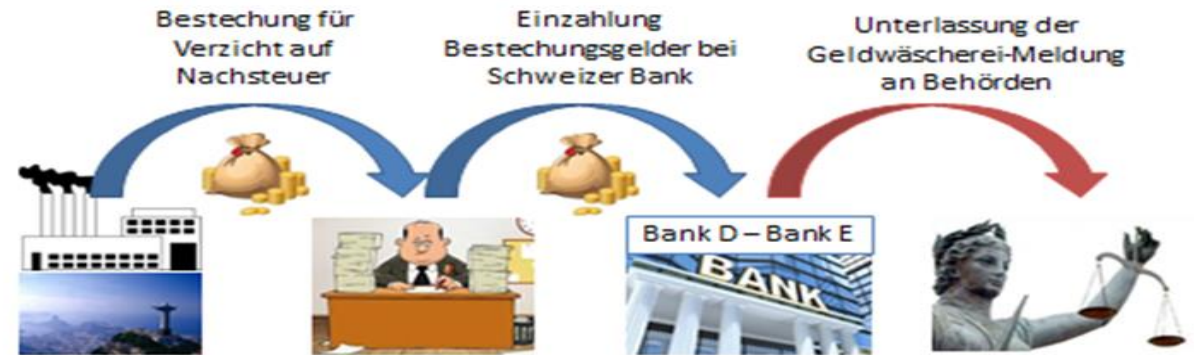 Bestechung für
Verzicht auf
Nachsteuer
Einzahlung
Bestechungsgelder bei
Schweizer Bank
Unterlassung der
Geldwäscherei-Meldung
an Behörden
Bank D – Bank E
BANK